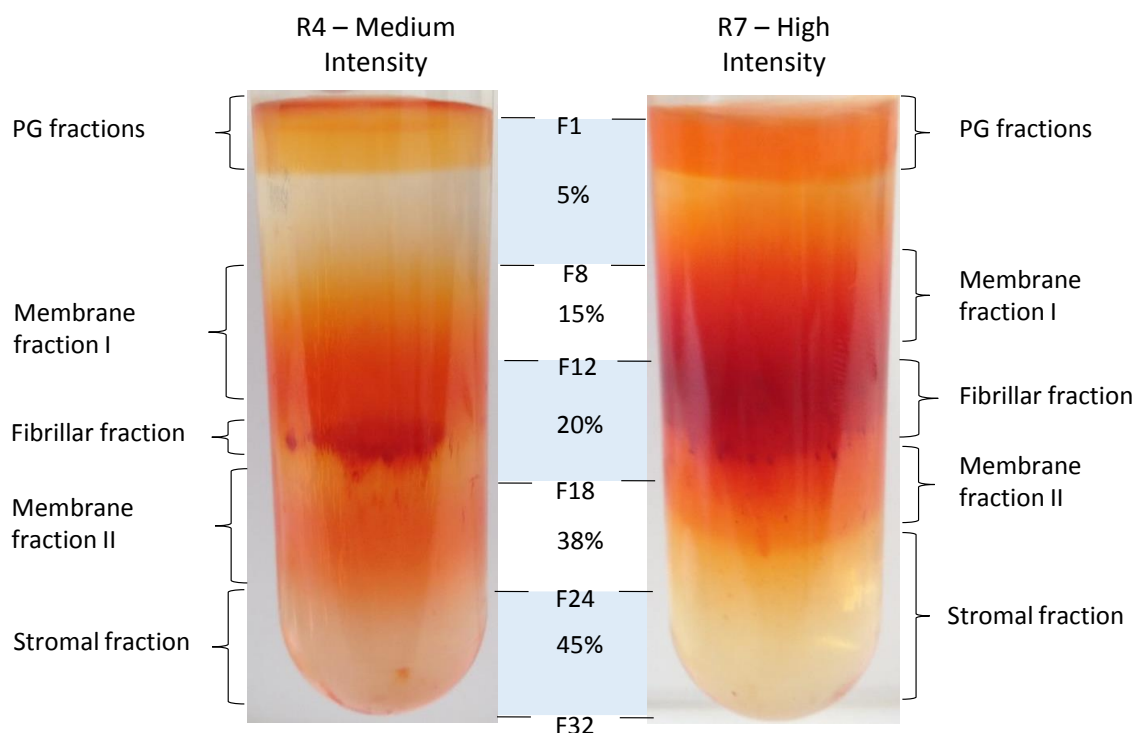 R4 – Medium
Intensity
R7 – High
Intensity
PG fractions
Membrane
fraction I
Fibrillar fraction
Membrane
fraction II
Stromal fraction
F1
5%
F8
15%
F12
20%
F18
38%
F24
45%
F32
PG fractions
Membrane
fraction I
Fibrillar fraction
Membrane
fraction II
Stromal fraction